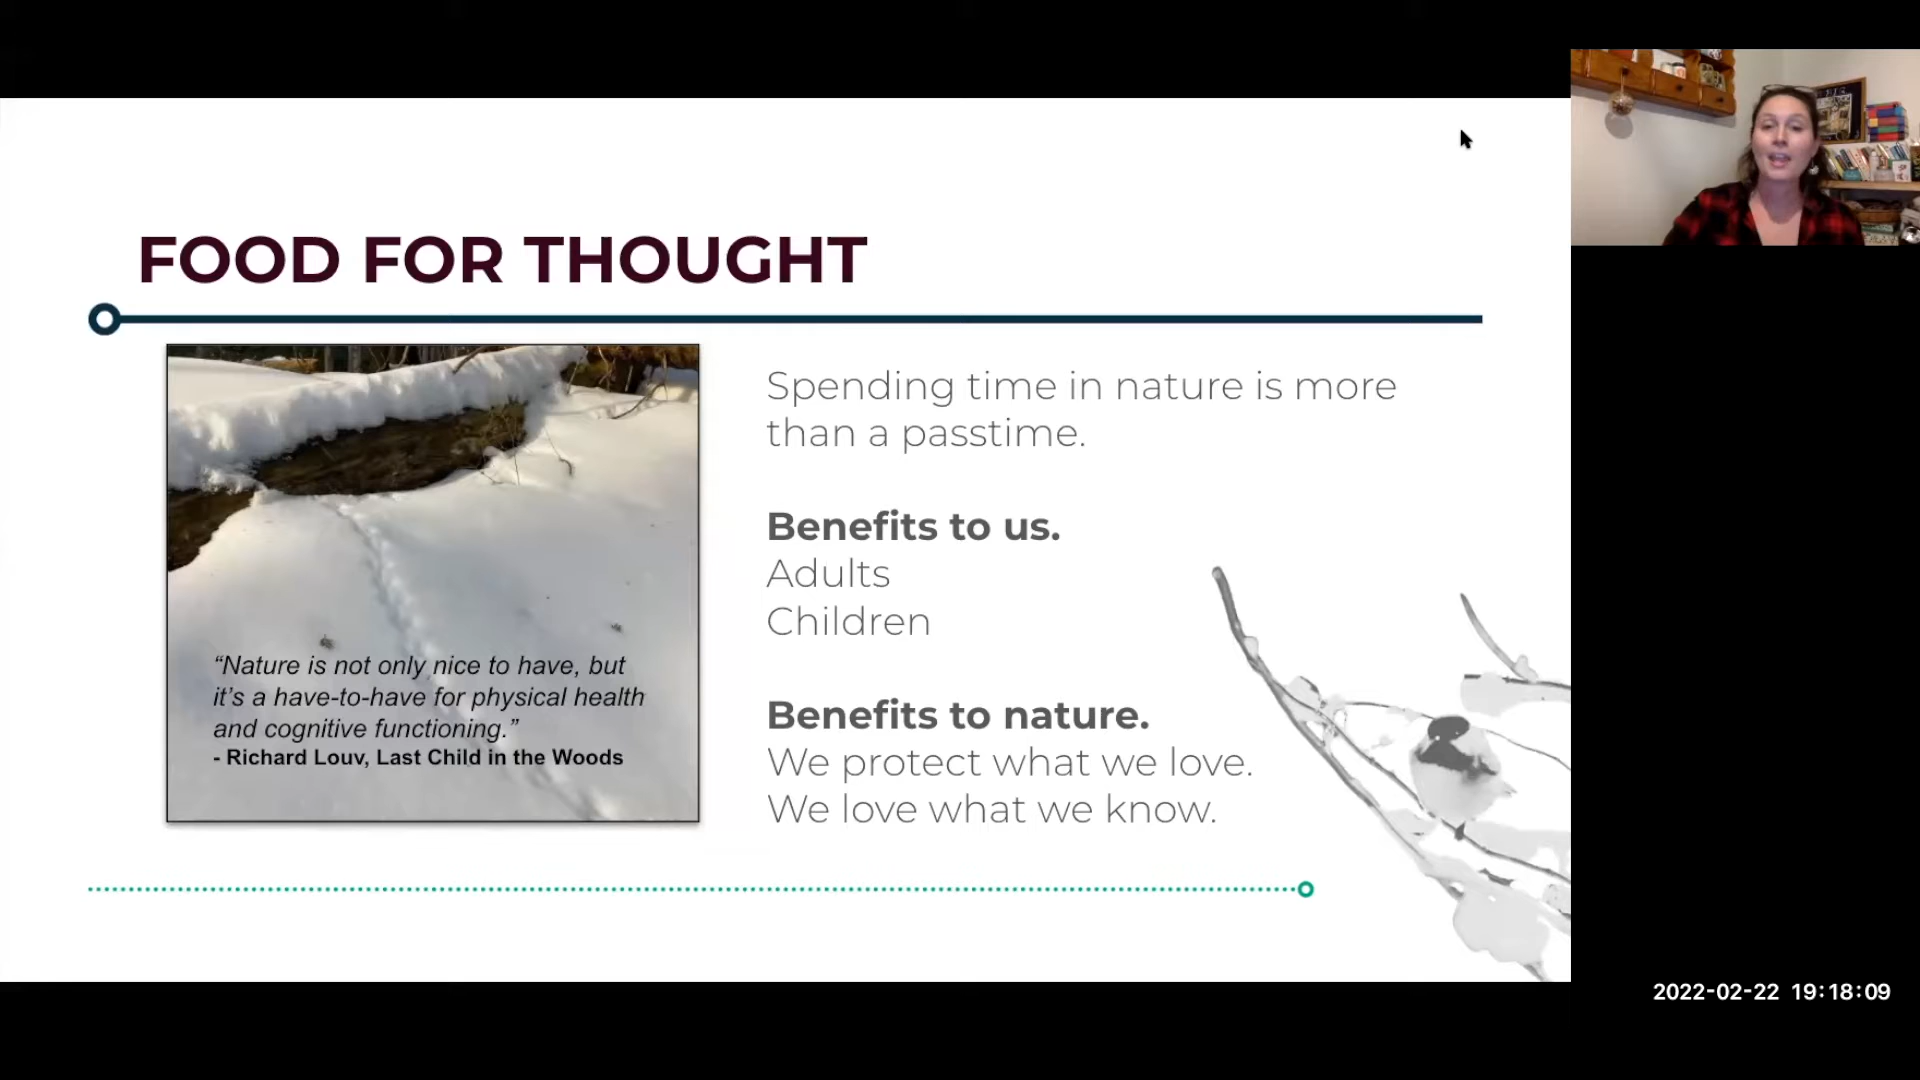 FOOD FOR THOUGHT
“Nature is not only nice to have, but
it’s a have-to-have for physical health
and cognitive functioning.”
- Richard Louv, Last Child in the Woods
Spending time in nature is more
than a passtime.
Benefits to us.
Adults
Children
Benefits to nature.
We protect what we love.
We love what we know.
2022-02-22 19:18:09